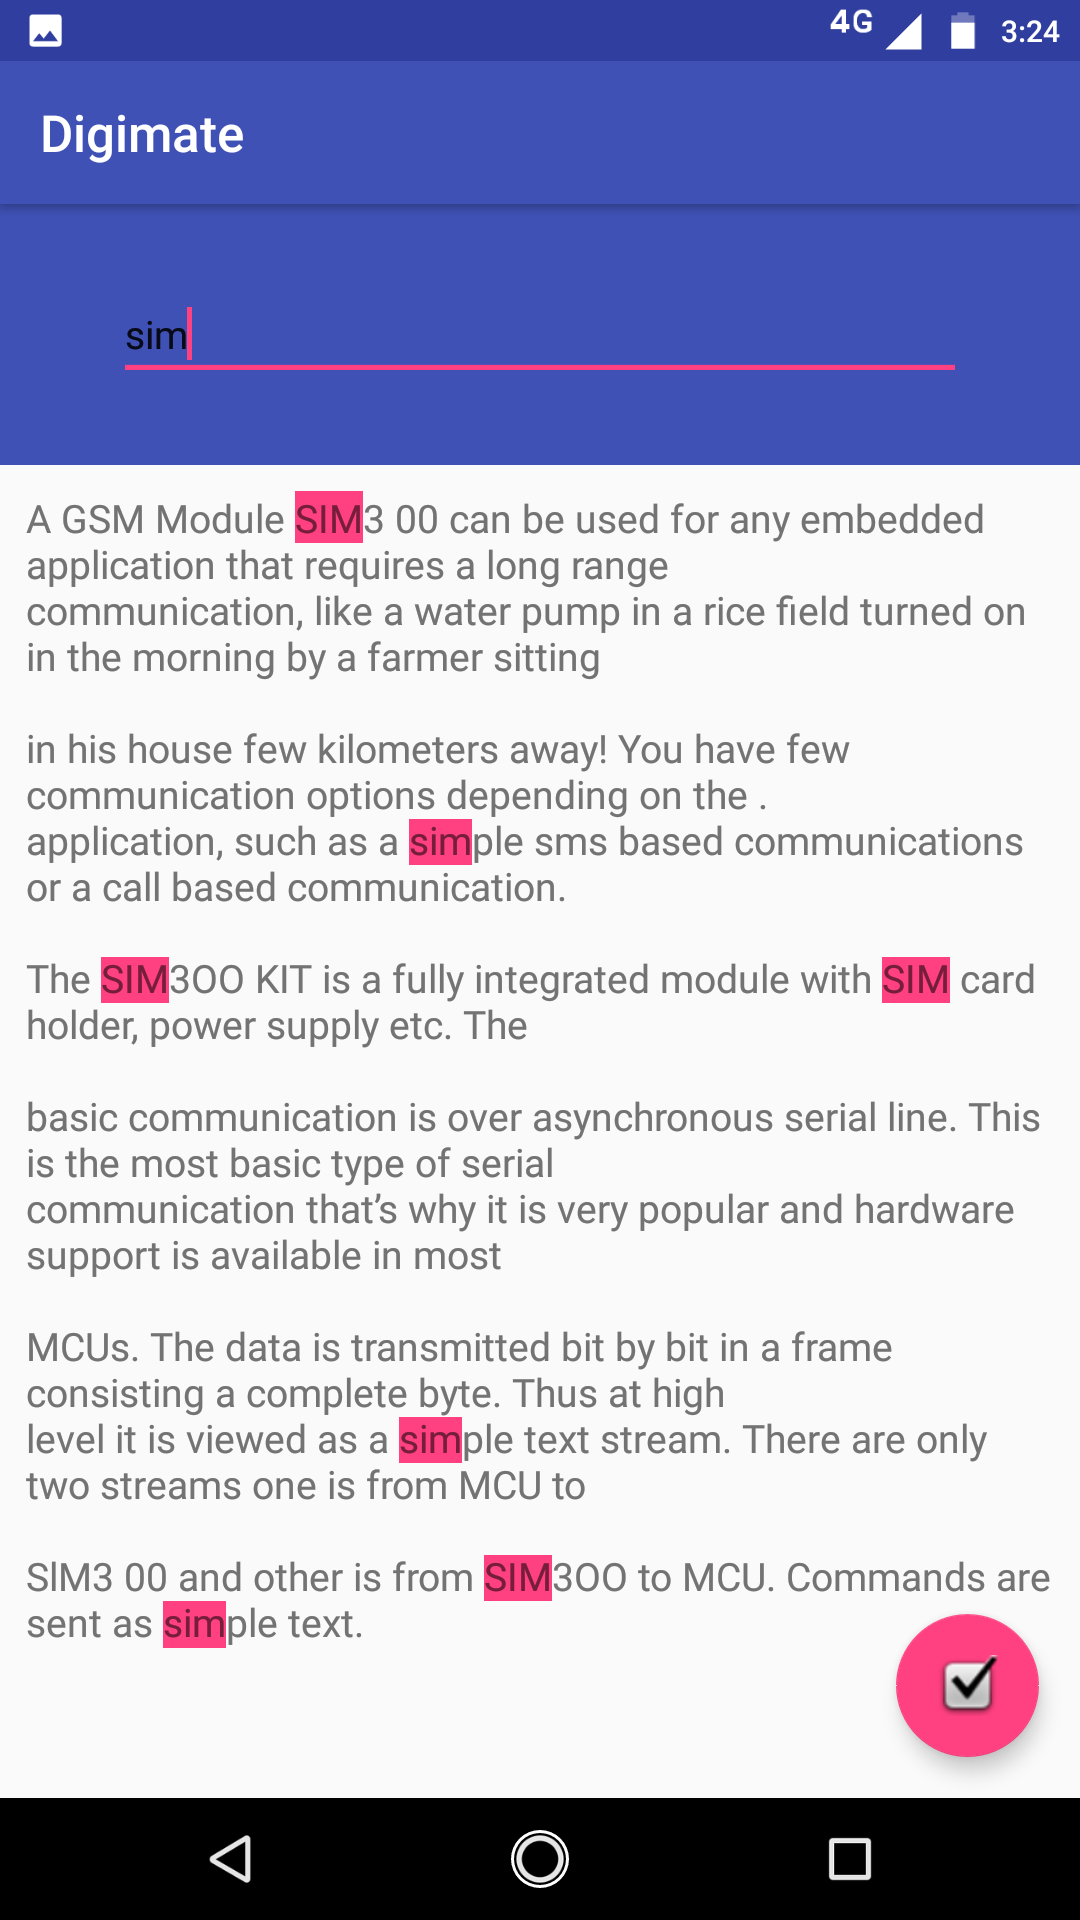 4G 3:24
Digimate
sim
A GSM Module SIM3 00 can be used for any embedded
application that requires a long range
communication, like a water pump in a rice field turned on
in the morning by a farmer sitting
in his house few kilometers away! You have few
communication options depending on the .
application, such as a simple sms based communications
or a call based communication.
The SIM3OO KIT is a fully integrated module with SIM card
holder, power supply etc. The
basic communication is over asynchronous serial line. This
is the most basic type of serial
communication that’s why it is very popular and hardware
support is available in most
MCUs. The data is transmitted bit by bit in a frame
consisting a complete byte. Thus at high
level it is viewed as a simple text stream. There are only
two streams one is from MCU to
SlM3 00 and other is from SIM3OO to MCU. Commands are
sent as simple text.